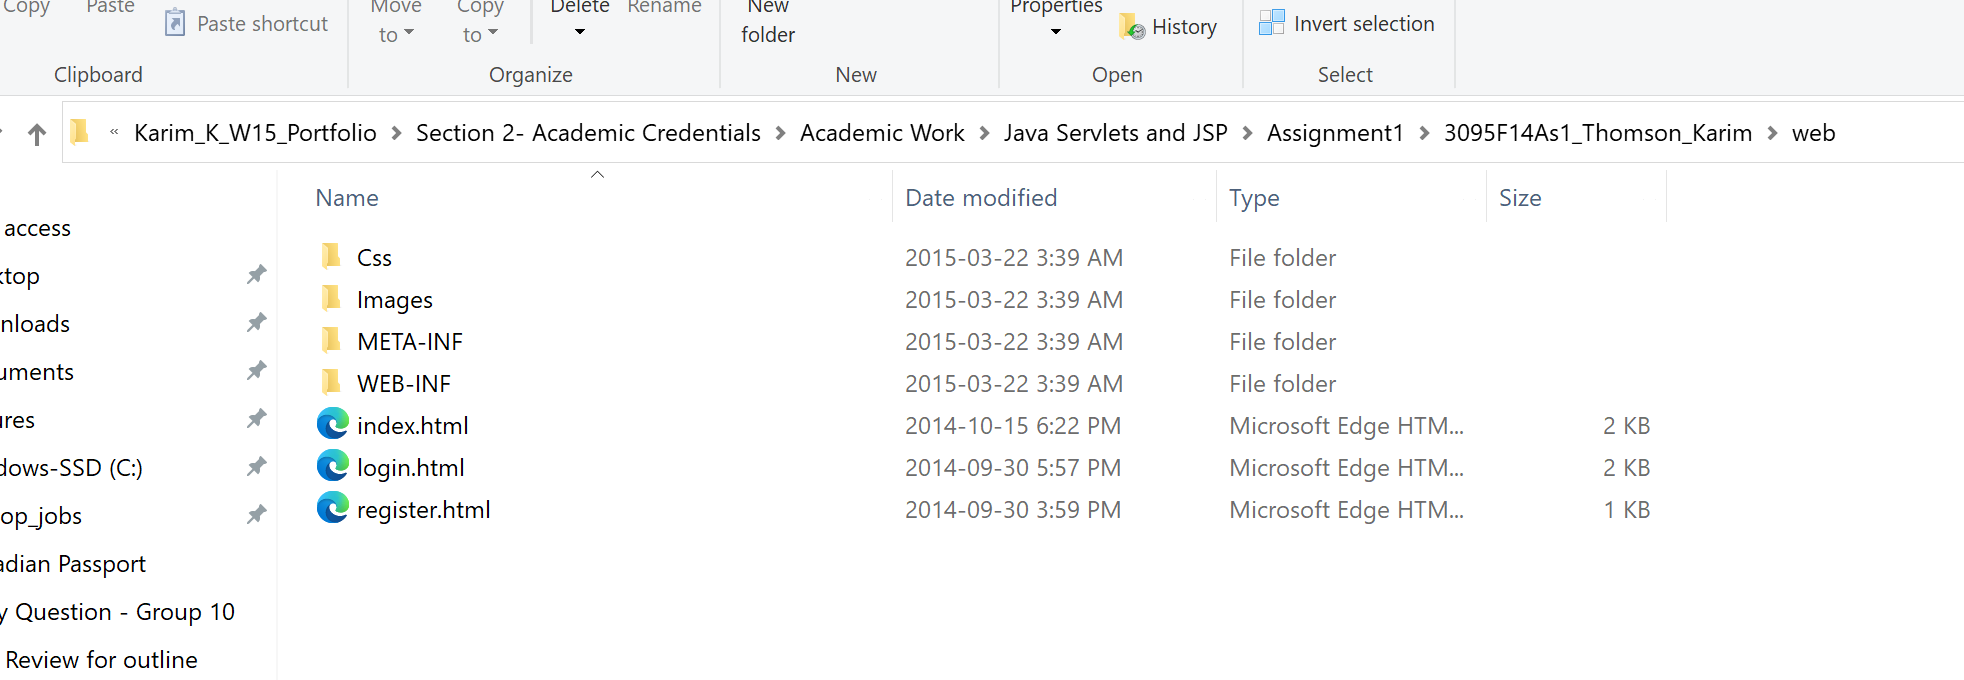 Copy Paste Paste shortcut
Clipboard
Move to Copy to Delete Rename
Organize
New folder
New
Properties History
Open
Invert selection
Select
« Karim_K_W15_Portfolio > Section 2- Academic Credentials > Academic Work > Java Servlets and JSP > Assignment1 > 3095F14As1_Thomson_Karim > web
Name Date modified Type Size
access
Css 2015-03-22 3:39 AM File folder
ktop
Images 2015-03-22 3:39 AM File folder
nloads
META-INF 2015-03-22 3:39 AM File folder
uments
WEB-INF 2015-03-22 3:39 AM File folder
ures
index.html 2014-10-15 6:22 PM Microsoft Edge HTM... 2 KB
dows-SSD (C:)
login.html 2014-09-30 5:57 PM Microsoft Edge HTM... 2 KB
op_jobs
register.html 2014-09-30 3:59 PM Microsoft Edge HTM... 1 KB
adian Passport
y Question - Group 10
Review for outline